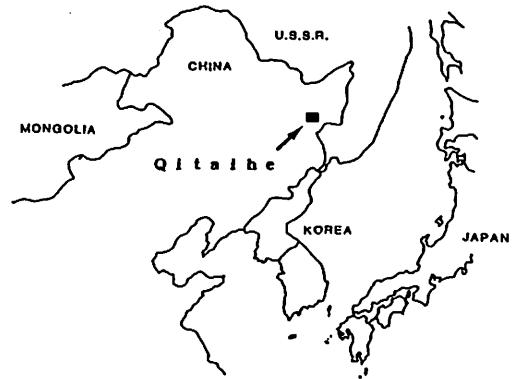 U.S.S.R.
CHINA
MONGOLIA
Qitaihe
KOREA
JAPAN